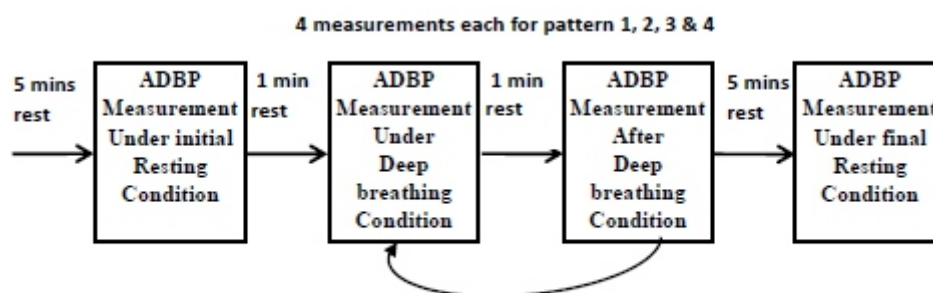 4 measurements each for pattern 1, 2, 3 & 4
5 mins
rest
ADBP
Measurement
Under initial
Resting
Condition
1 min
rest
ADBP
Measurement
Under
Deep
breathing
Condition
1 min
rest
ADBP
Measurement
After
Deep
breathing
Condition
5 mins
rest
ADBP
Measurement
Under final
Resting
Condition